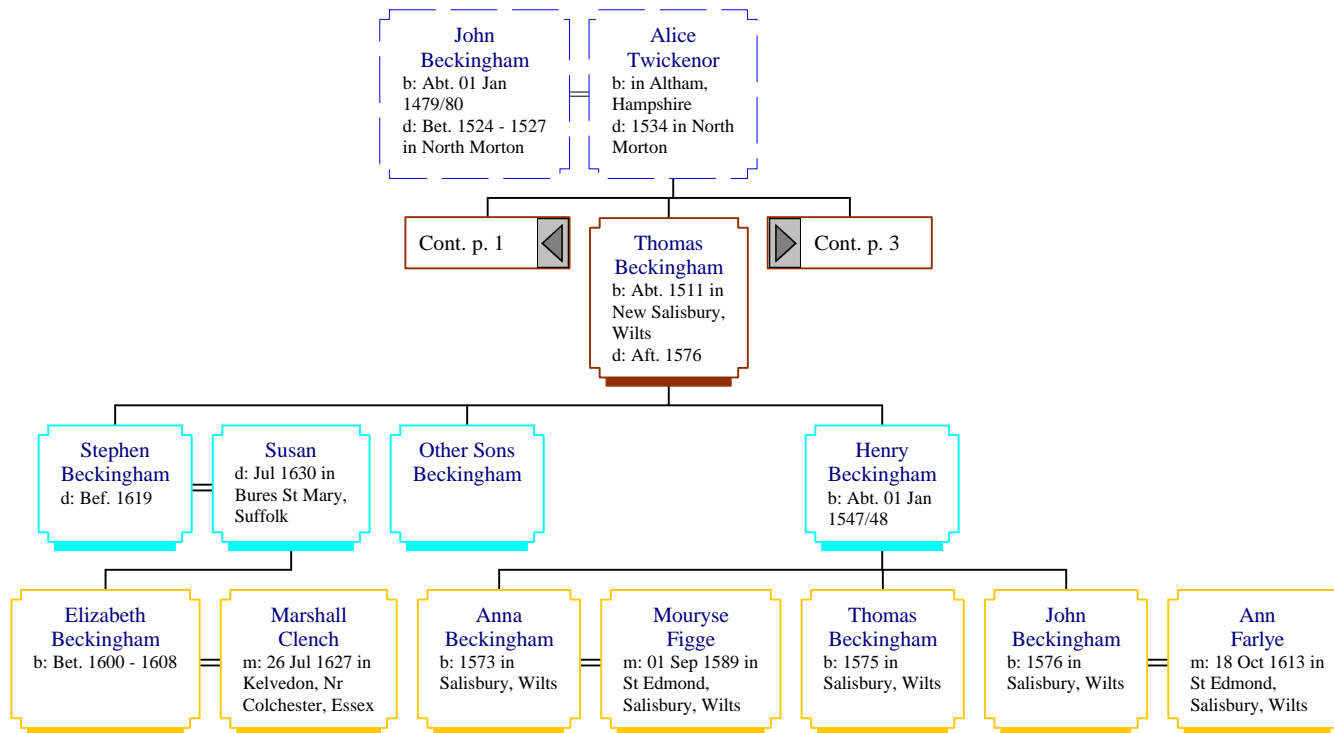 John
Beckingham
b: Abt. 01 Jan
1479/80
d: Bet. 1524 - 1527
in North Morton
Alice
Twickenor
b: in Altham,
Hampshire
d: 1534 in North
Morton
Cont. p. 1
Thomas
Beckingham
b: Abt. 1511 in
New Salisbury,
Wilts
d: Aft. 1576
Cont. p. 3
Stephen
Beckingham
d: Bef. 1619
Susan
d: Jul 1630 in
Bures St Mary,
Suffolk
Other Sons
Beckingham
Henry
Beckingham
b: Abt. 01 Jan
1547/48
Elizabeth
Beckingham
b: Bet. 1600 - 1608
Marshall
Clench
m: 26 Jul 1627 in
Kelvedon, Nr
Colchester, Essex
Anna
Beckingham
b: 1573 in
Salisbury, Wilts
Mouryse
Figge
m: 01 Sep 1589 in
St Edmond,
Salisbury, Wilts
Thomas
Beckingham
b: 1575 in
Salisbury, Wilts
John
Beckingham
b: 1576 in
Salisbury, Wilts
Ann
Farlye
m: 18 Oct 1613 in
St Edmond,
Salisbury, Wilts